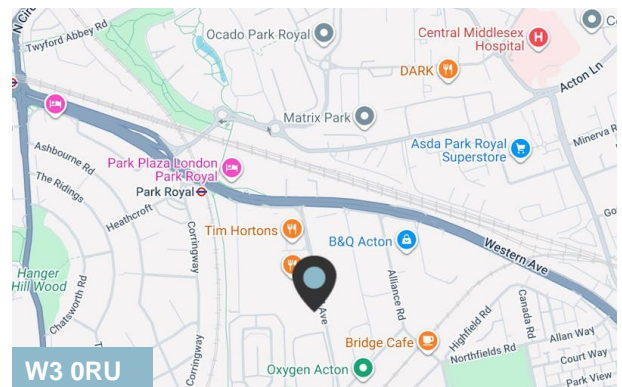 N Circ
Twyford Abbey Rd
Ocado Park Royal
Central Middlesex
Hospital
H
DARK
Acton Ln
Matrix Park
Minerva R
Asda Park Royal
Superstore
Ashbourne Rd
The Ridings
Park Plaza London
Park Royal
Park Royal
Heathcroft
Corringway
Tim Hortons
B&Q Acton
Western Ave
Hanger
Hill Wood
Chatsworth Rd
Ave
Alliance Rd
Highfield Rd
Canada Rd
Allan Way
Bridge Cafe
Northfields Rd
Court Way
Corringway
Oxygen Acton
Park View
W3 0RU